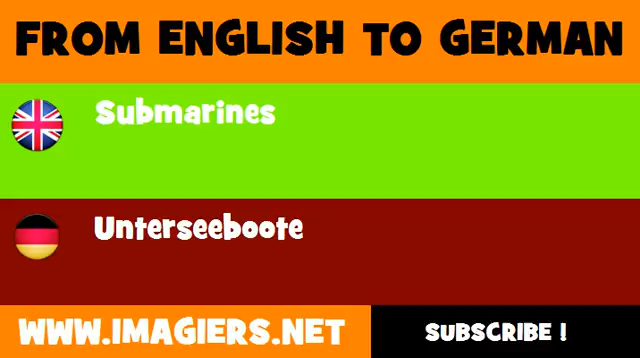 FROM ENGLISH TO GERMAN
Submarines
Unterseeboote
WWW.IMAGIERS.NET
SUBSCRIBE !